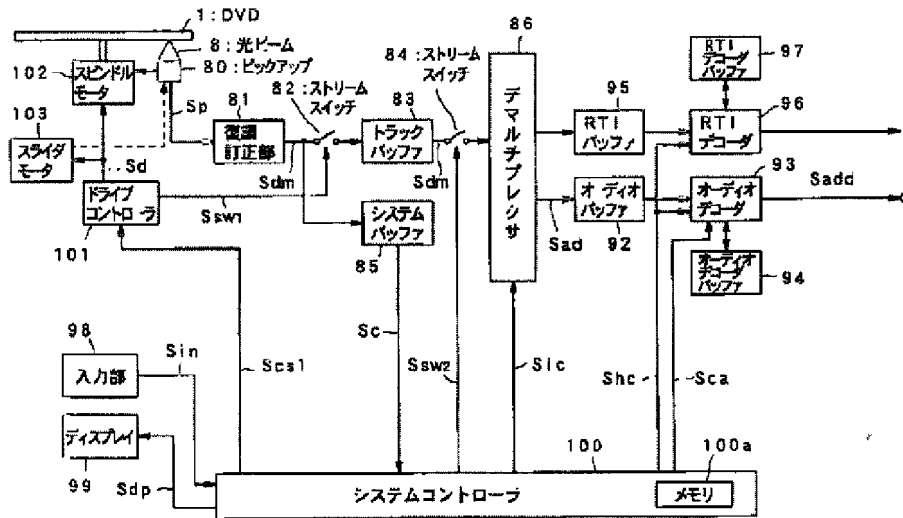 1:DVD
8:光ビーム
80:ピックアップ
102
スピンドル
モータ
103
スライダ
モータ
Sp
Sd
81
復調
訂正部
Sdm
82:ストリーム
スイッチ
83
トラック
バッファ
84:ストリーム
スイッチ
Sdm
86
デマルチプレクサ
95
RTI
バッファ
97
RTI
デコーダ
バッファ
96
RTI
デコーダ
ドライブ
コントローラ
101
Ssw1
システム
バッファ
85
Sad
オーディオ
バッファ
92
93
オーディオ
デコーダ
Sadd
オーディオ
デコーダ
バッファ
94
98
入力部
Sin
ディスプレイ
99
Sdp
Scs1
Sc
Ssw2
Slc
Shc
Sca
100
システムコントローラ
100a
メモリ